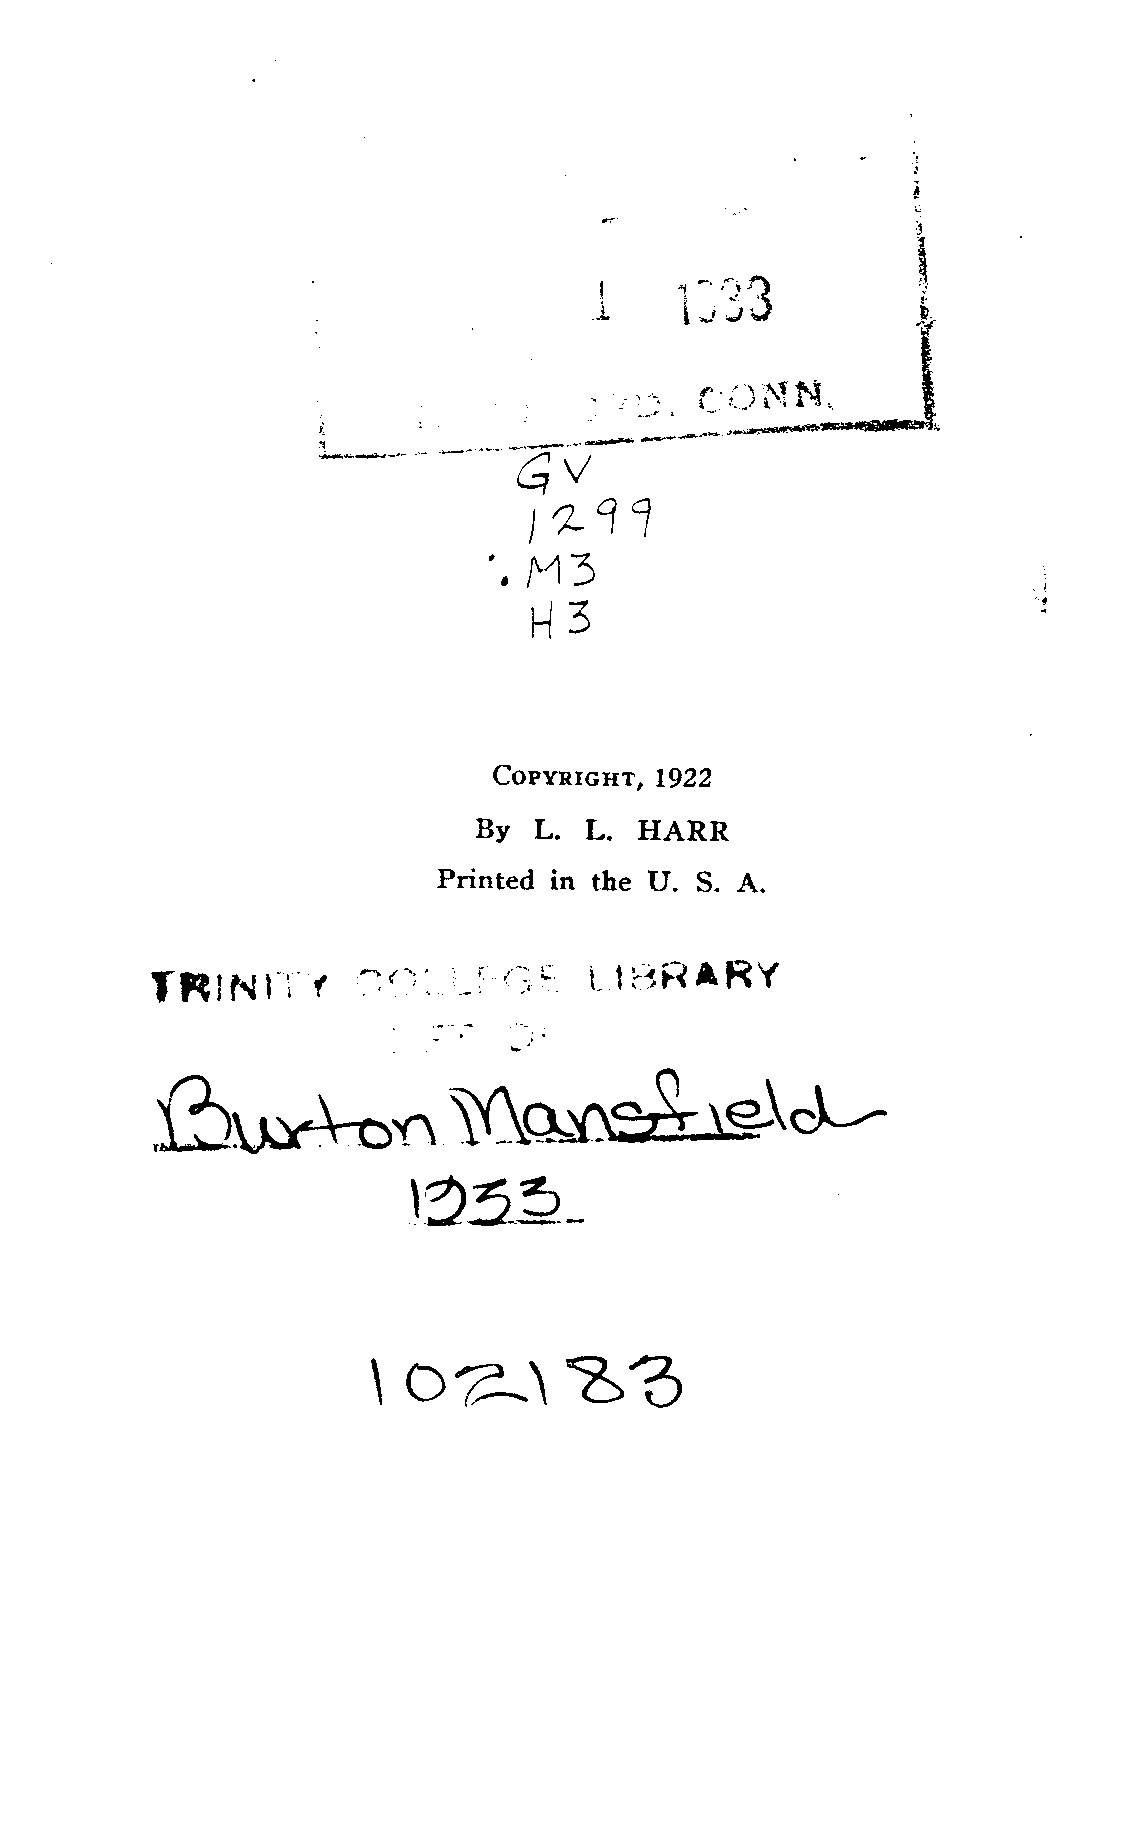 1 1933
CONN.
GV
1299
.M3
H3
COPYRIGHT, 1922
By L. L. HARR
Printed in the U. S. A.
TRINITY COLLEGE LIBRARY
Burton Mansfield
1933
102183